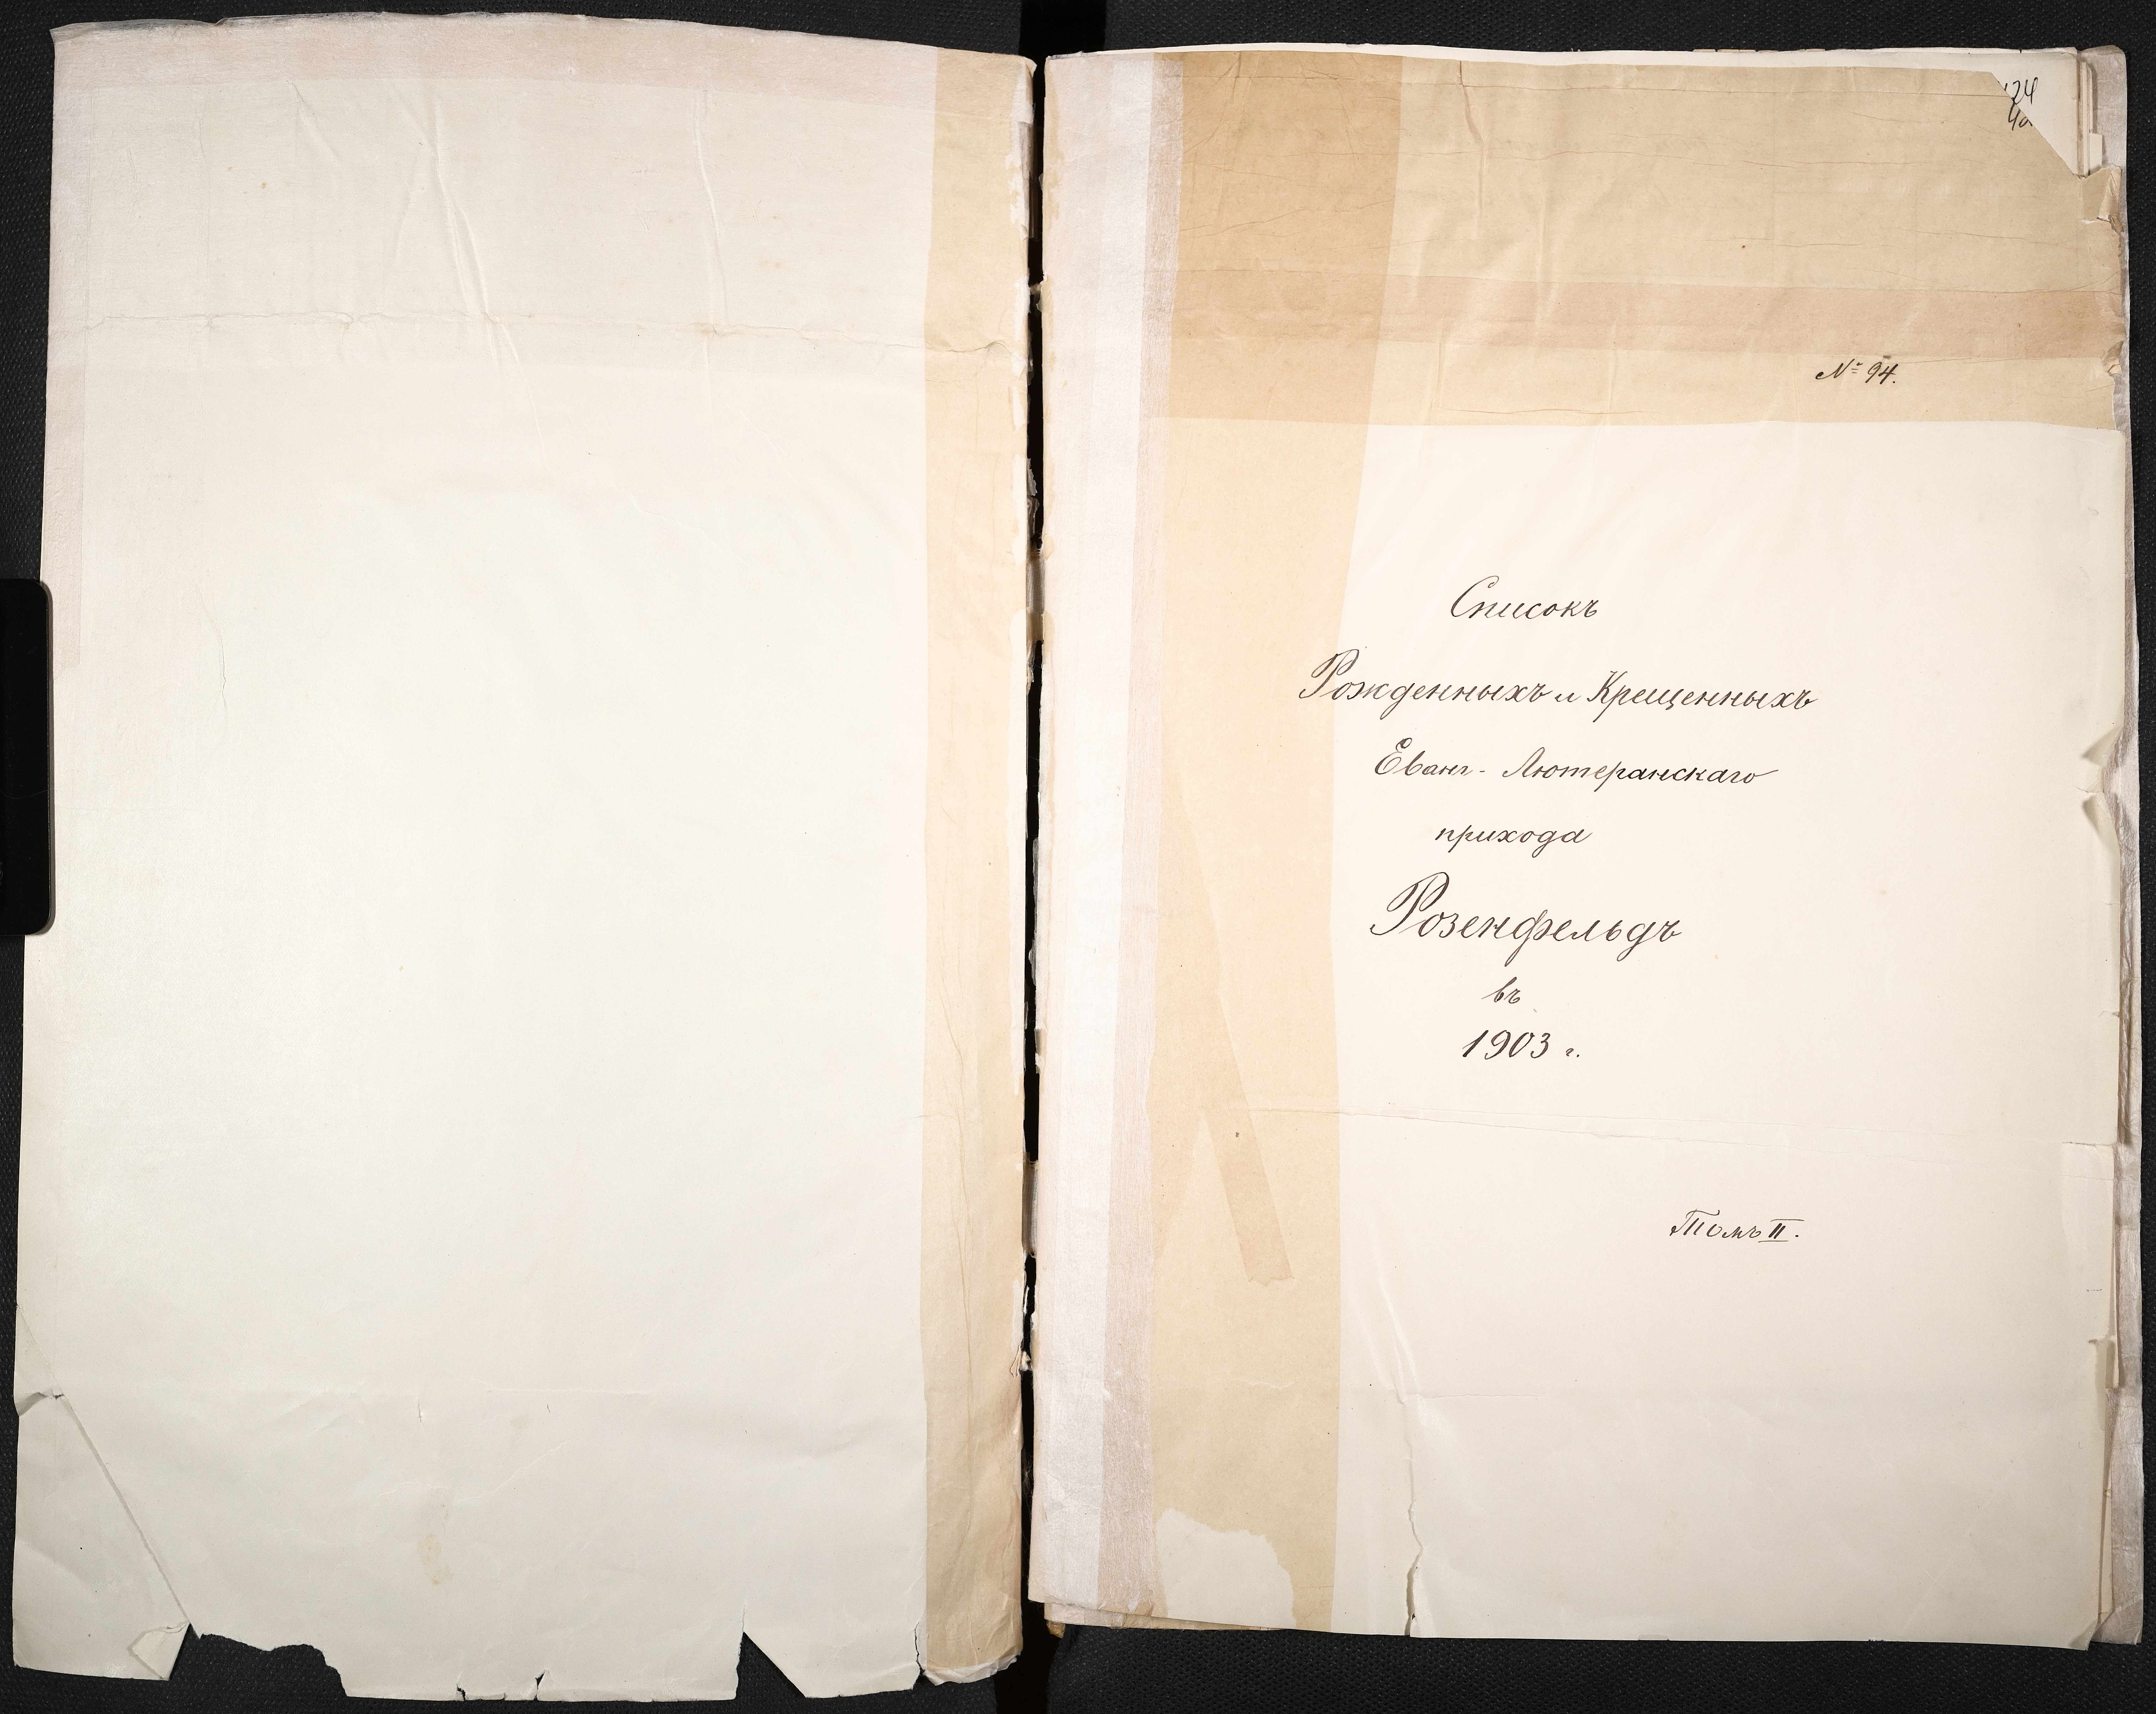 № 94.
Списокъ
Рожденныхъ и Крещенныхъ
Еванг- Лютеранскаго
прихода
Розенфельдъ
въ
1903 г.
Томъ II.